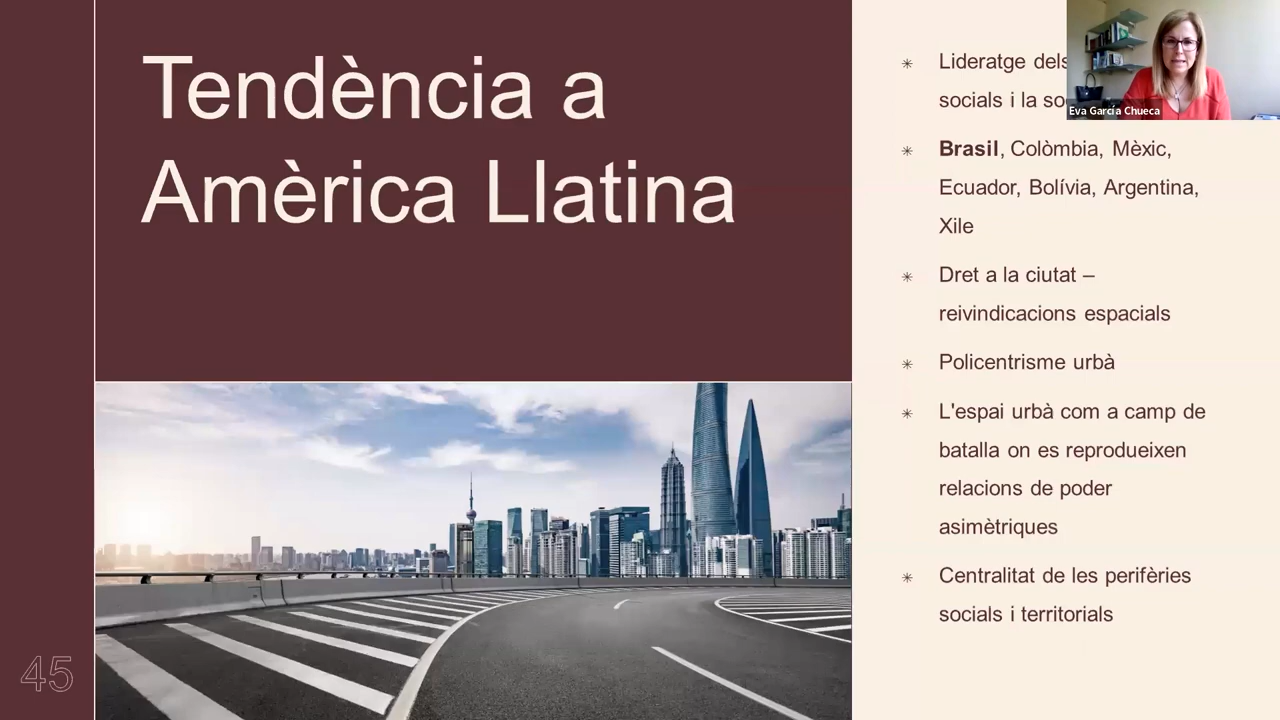 Tendència a
Amèrica Llatina
Lideratge dels
socials i la
Eva García Chueca
Brasil, Colòmbia, Mèxic,
Ecuador, Bolívia, Argentina,
Xile
Dret a la ciutat –
reivindicacions espacials
Policentrisme urbà
L'espai urbà com a camp de
batalla on es reprodueixen
relacions de poder
asimètriques
Centralitat de les perifèries
socials i territorials
45